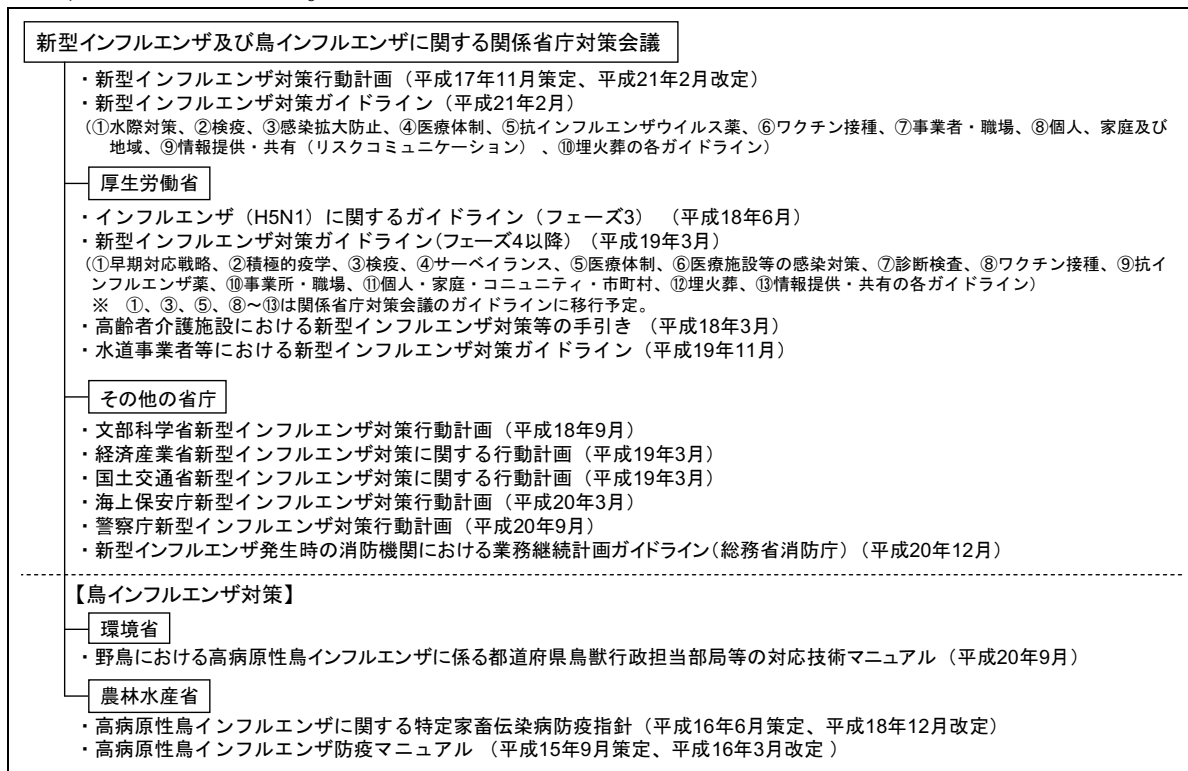 新型インフルエンザ及び鳥インフルエンザに関する関係省庁対策会議
・新型インフルエンザ対策行動計画（平成17年11月策定、平成21年2月改定）
・新型インフルエンザ対策ガイドライン（平成21年2月）
（①水際対策、②検疫、③感染拡大防止、④医療体制、⑤抗インフルエンザウイルス薬、⑥ワクチン接種、⑦事業者・職場、⑧個人、家庭及び
地域、⑨情報提供・共有（リスクコミュニケーション）、⑩埋火葬の各ガイドライン）
厚生労働省
・インフルエンザ（H5N1）に関するガイドライン（フェーズ3）（平成18年6月）
・新型インフルエンザ対策ガイドライン（フェーズ4以降）（平成19年3月）
（①早期対応戦略、②積極的疫学、③検疫、④サーベイランス、⑤医療体制、⑥医療施設等の感染対策、⑦診断検査、⑧ワクチン接種、⑨抗イ
ンフルエンザ薬、⑩事業所・職場、⑪個人・家庭・コニュニティ・市町村、⑫埋火葬、⑬情報提供・共有の各ガイドライン）
※　①、③、⑤、⑧～⑬は関係省庁対策会議のガイドラインに移行予定。
・高齢者介護施設における新型インフルエンザ対策等の手引き（平成18年3月）
・水道事業者等における新型インフルエンザ対策ガイドライン（平成19年11月）
その他の省庁
・文部科学省新型インフルエンザ対策行動計画（平成18年9月）
・経済産業省新型インフルエンザ対策に関する行動計画（平成19年3月）
・国土交通省新型インフルエンザ対策に関する行動計画（平成19年3月）
・海上保安庁新型インフルエンザ対策行動計画（平成20年3月）
・警察庁新型インフルエンザ対策行動計画（平成20年9月）
・新型インフルエンザ発生時の消防機関における業務継続計画ガイドライン（総務省消防庁）（平成20年12月）
【鳥インフルエンザ対策】
環境省
・野鳥における高病原性鳥インフルエンザに係る都道府県鳥獣行政担当部局等の対応技術マニュアル（平成20年9月）
農林水産省
・高病原性鳥インフルエンザに関する特定家畜伝染病防疫指針（平成16年6月策定、平成18年12月改定）
・高病原性鳥インフルエンザ防疫マニュアル（平成15年9月策定、平成16年3月改定）